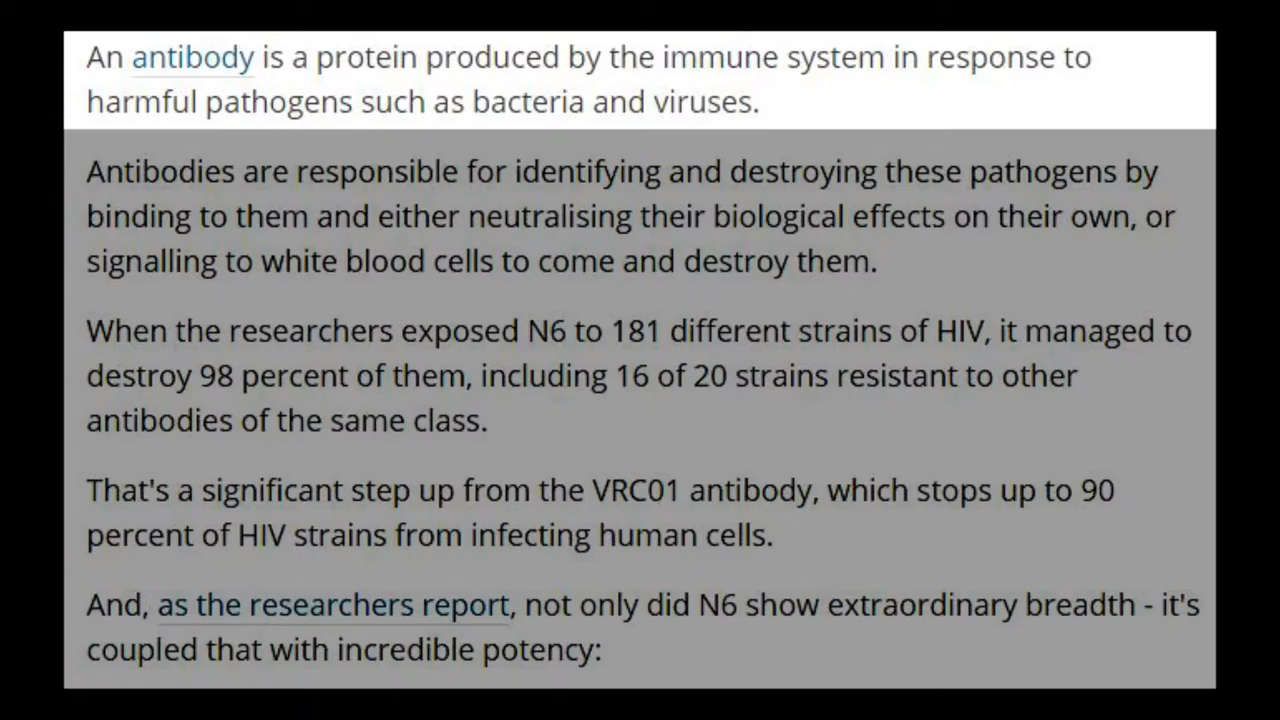 An antibody is a protein produced by the immune system in response to
harmful pathogens such as bacteria and viruses.
Antibodies are responsible for identifying and destroying these pathogens by
binding to them and either neutralising their biological effects on their own, or
signalling to white blood cells to come and destroy them.
When the researchers exposed N6 to 181 different strains of HIV, it managed to
destroy 98 percent of them, including 16 of 20 strains resistant to other
antibodies of the same class.
That's a significant step up from the VRC01 antibody, which stops up to 90
percent of HIV strains from infecting human cells.
And, as the researchers report, not only did N6 show extraordinary breadth - it's
coupled that with incredible potency: